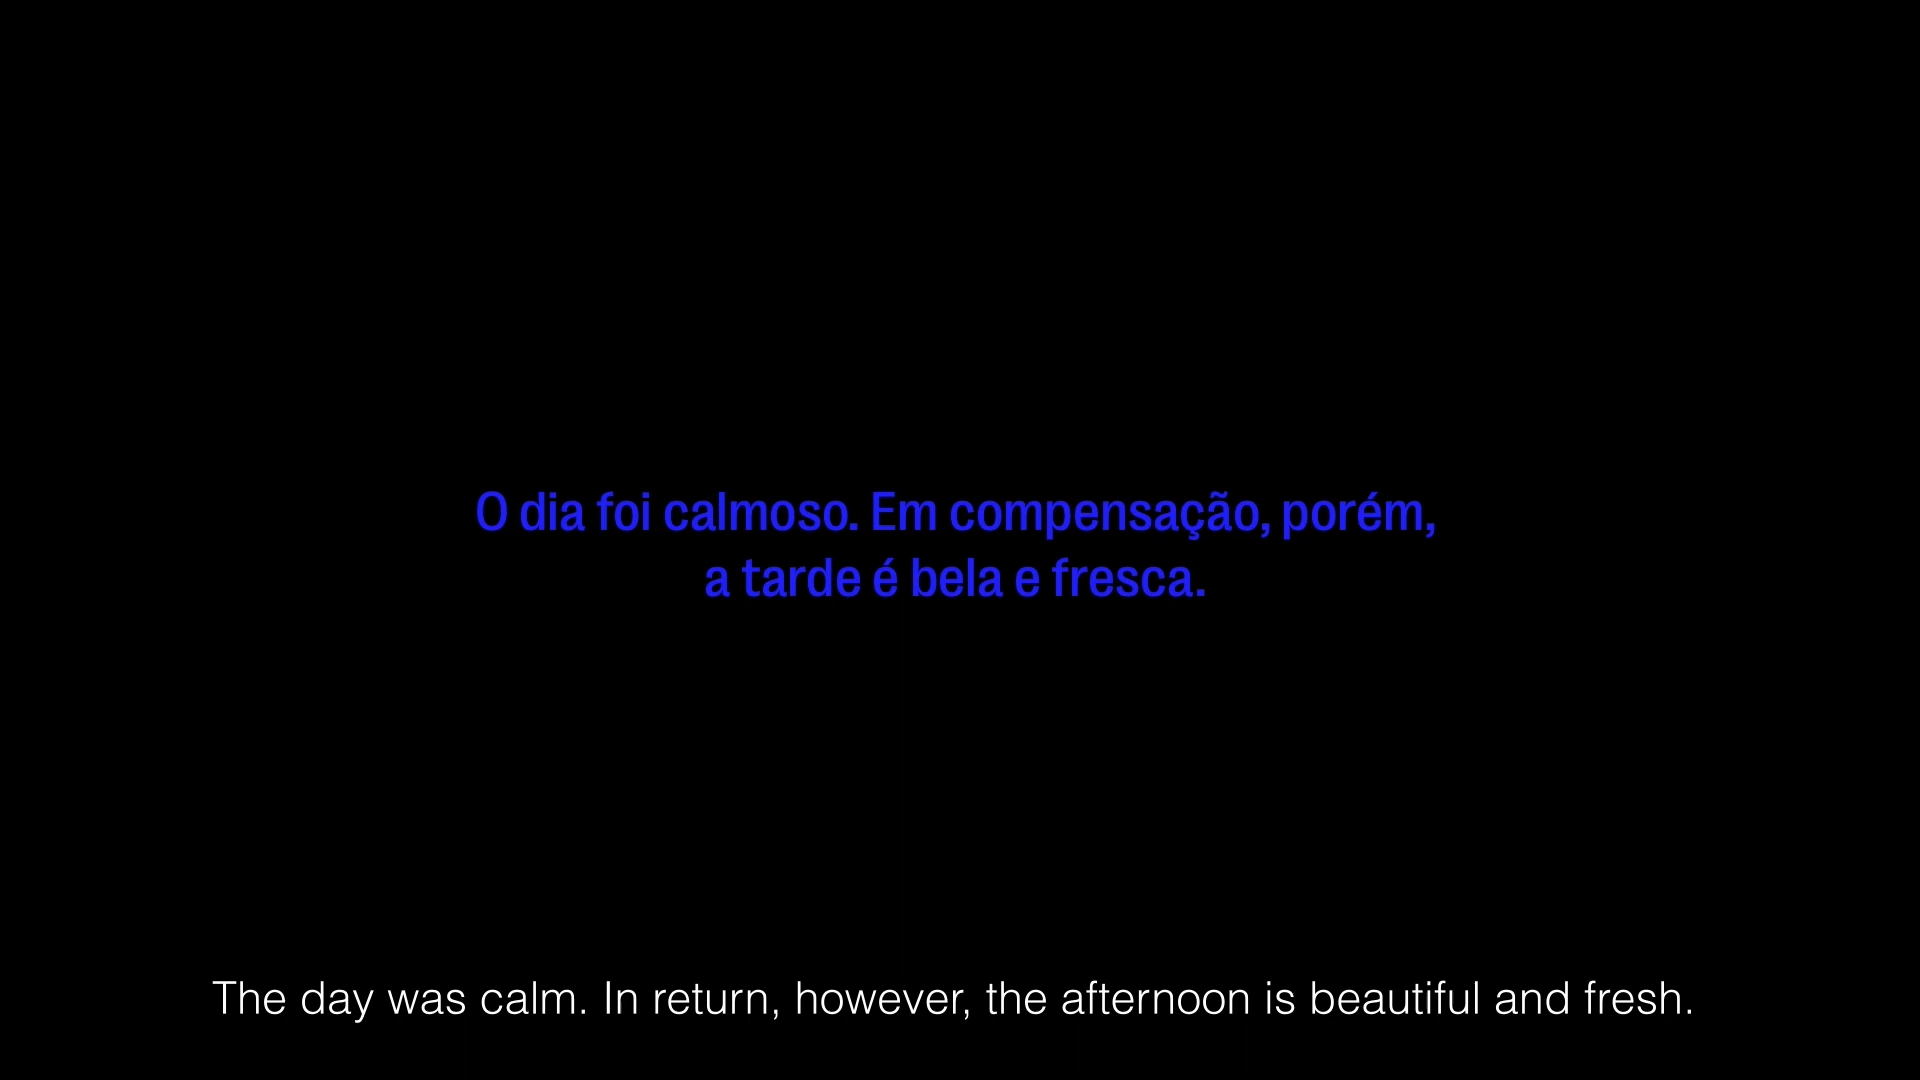 O dia foi calmoso. Em compensação, porém,
a tarde é bela e fresca.
The day was calm. In return, however, the afternoon is beautiful and fresh.